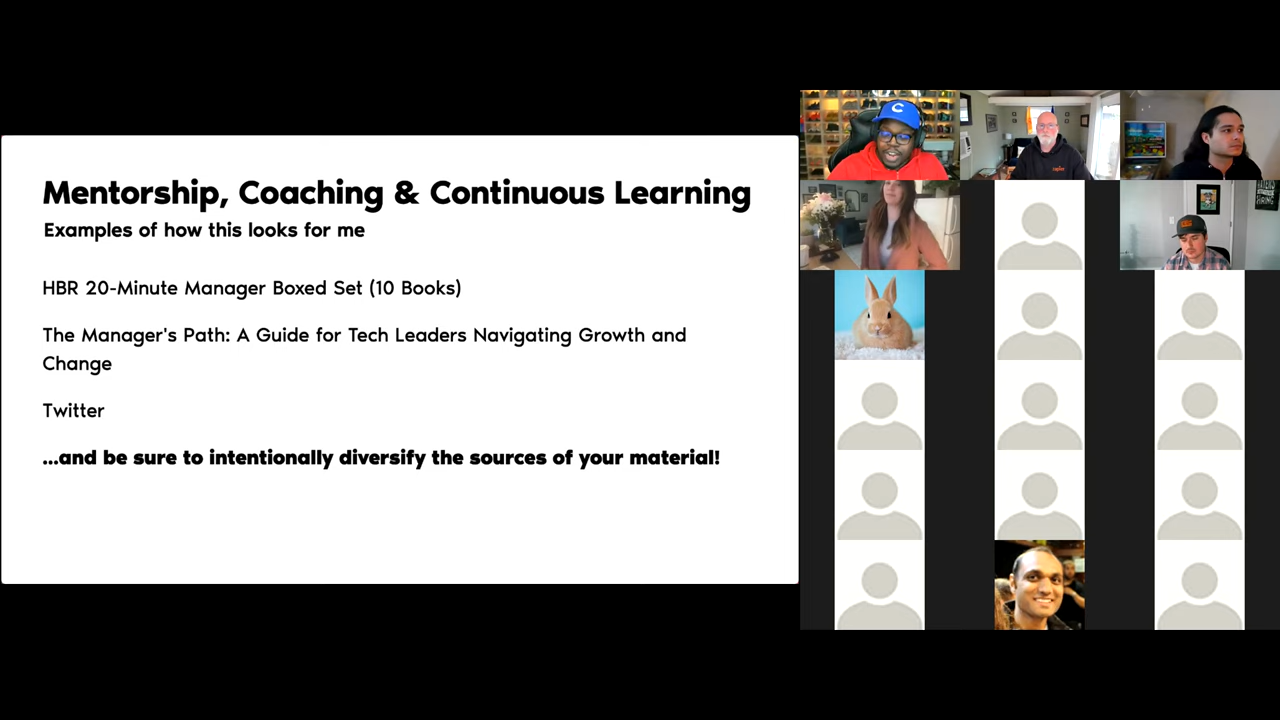 Mentorship, Coaching & Continuous Learning
Examples of how this looks for me
HBR 20-Minute Manager Boxed Set (10 Books)
The Manager's Path: A Guide for Tech Leaders Navigating Growth and
Change
Twitter
...and be sure to intentionally diversify the sources of your material!
C